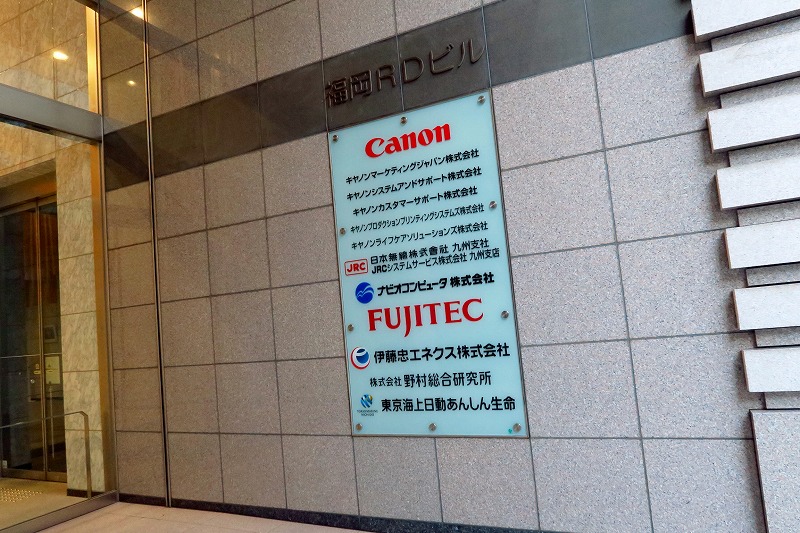 福岡RDビル
Canon
キヤノンマーケティングジャパン株式会社
キヤノンシステムアンドサポート株式会社
キヤノンカスタマーサポート株式会社
キヤノンプロダクションプリンティングシステムズ株式会社
キヤノンライフケアソリューションズ株式会社
JRC 日本無線株式會社 九州支社
JRCシステムサービス株式会社 九州支店
ナビオコンピュータ 株式会社
FUJITEC
伊藤忠エネクス株式会社
株式会社 野村総合研究所
東京海上日動あんしん生命